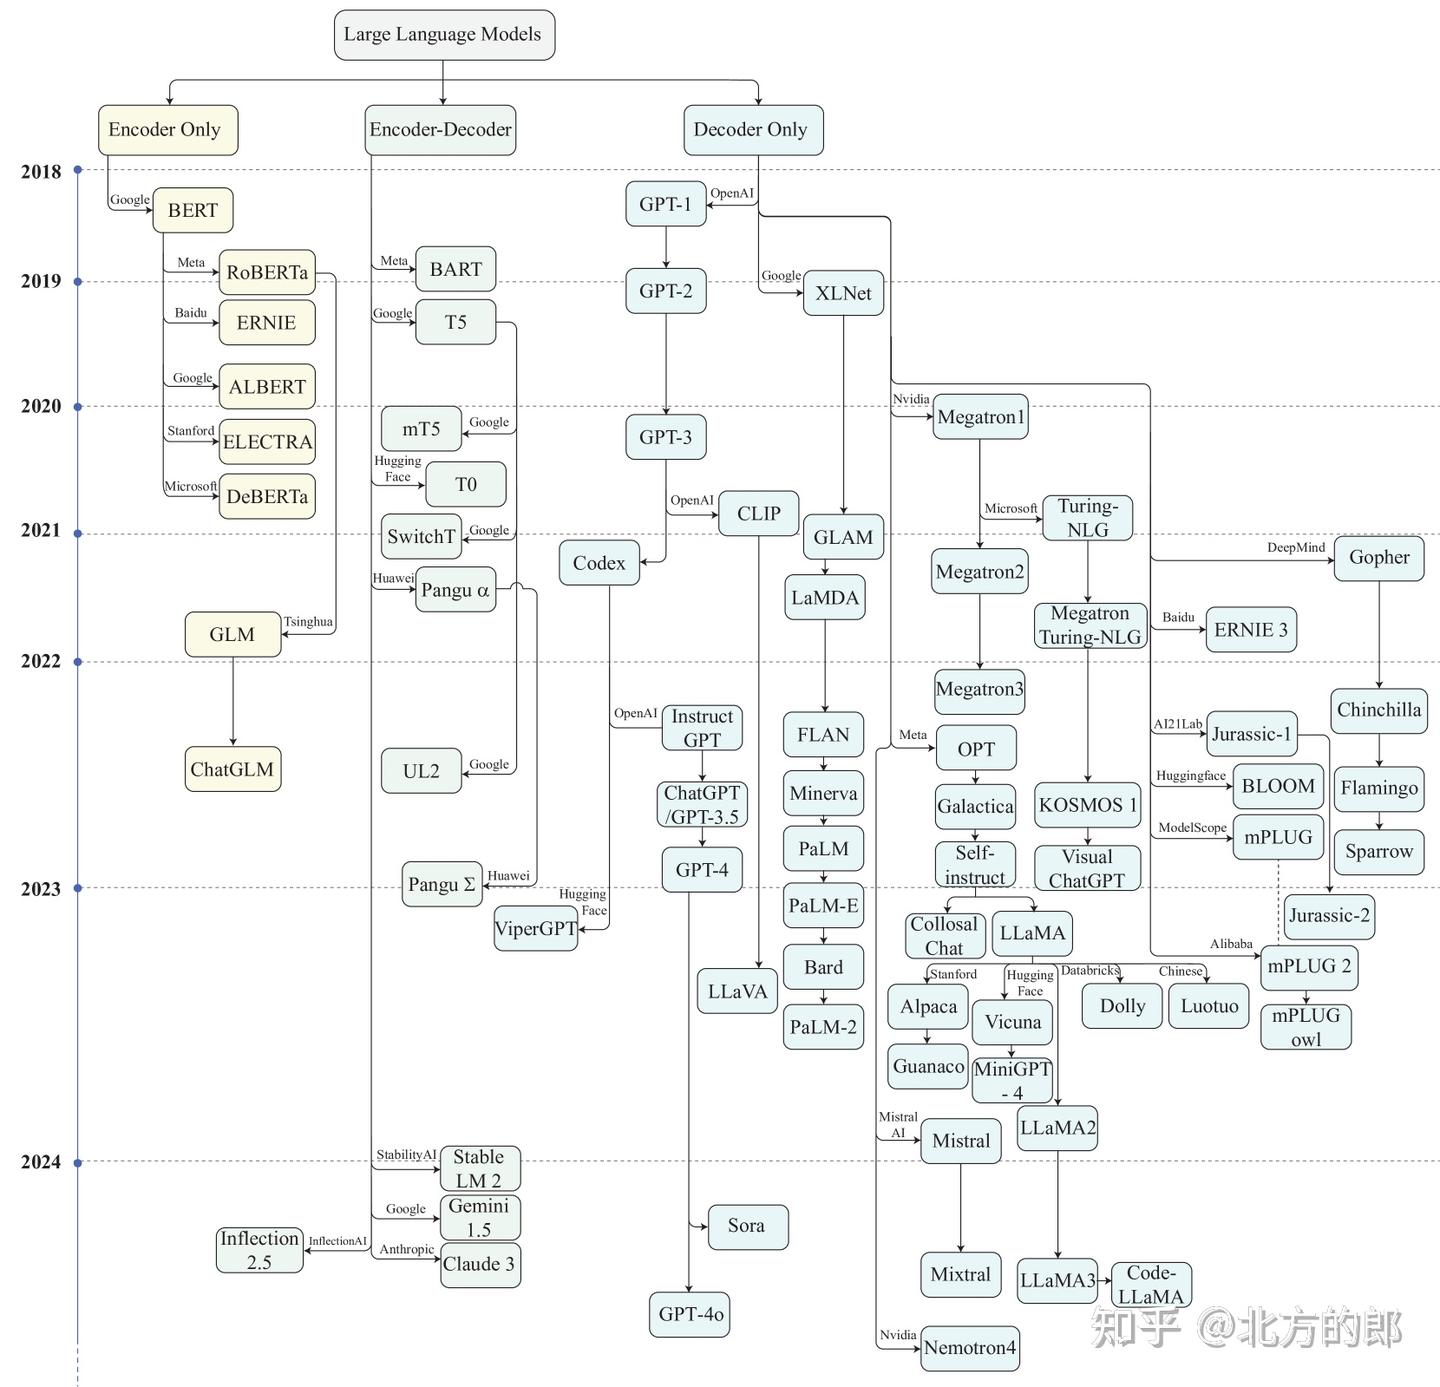 Large Language Models
Encoder Only
Encoder-Decoder
Decoder Only
2018
Google
BERT
OpenAI
GPT-1
Meta
RoBERTa
Meta
BART
2019
GPT-2
Google
XLNet
Baidu
ERNIE
Google
T5
Google
ALBERT
2020
Nvidia
Megatron1
mT5
Google
GPT-3
Stanford
ELECTRA
Hugging
Face
T0
Microsoft
DeBERTa
OpenAI
CLIP
Microsoft
Turing-
NLG
2021
SwitchT
Google
GLAM
DeepMind
Gopher
Codex
Megatron2
Huawei
Pangu α
LaMDA
Megatron
Turing-NLG
Baidu
ERNIE 3
GLM
Tsinghua
2022
Megatron3
Chinchilla
OpenAI
Instruct
GPT
FLAN
Meta
OPT
AI21Lab
Jurassic-1
ChatGLM
UL2
Google
Huggingface
BLOOM
Flamingo
ChatGPT
/GPT-3.5
Minerva
Galactica
KOSMOS 1
ModelScope
mPLUG
PaLM
Self-
instruct
Sparrow
GPT-4
Visual
ChatGPT
Pangu Σ
Huawei
2023
PaLM-E
Hugging
Face
ViperGPT
Collosal
Chat
LLaMA
Jurassic-2
Alibaba
mPLUG 2
Bard
Stanford
Hugging
Face
Databricks
Chinese
LLaVA
Alpaca
Vicuna
Dolly
Luotuo
PaLM-2
mPLUG
owl
Guanaco
MiniGPT
- 4
Mistral
AI
Mistral
LLaMA2
2024
StabilityAI
Stable
LM 2
Google
Gemini
1.5
Sora
Inflection
2.5
InflectionAI
Anthropic
Claude 3
Mixtral
LLaMA3
Code-
LLaMA
GPT-4o
Nvidia
Nemotron4
知乎 @北方的郎